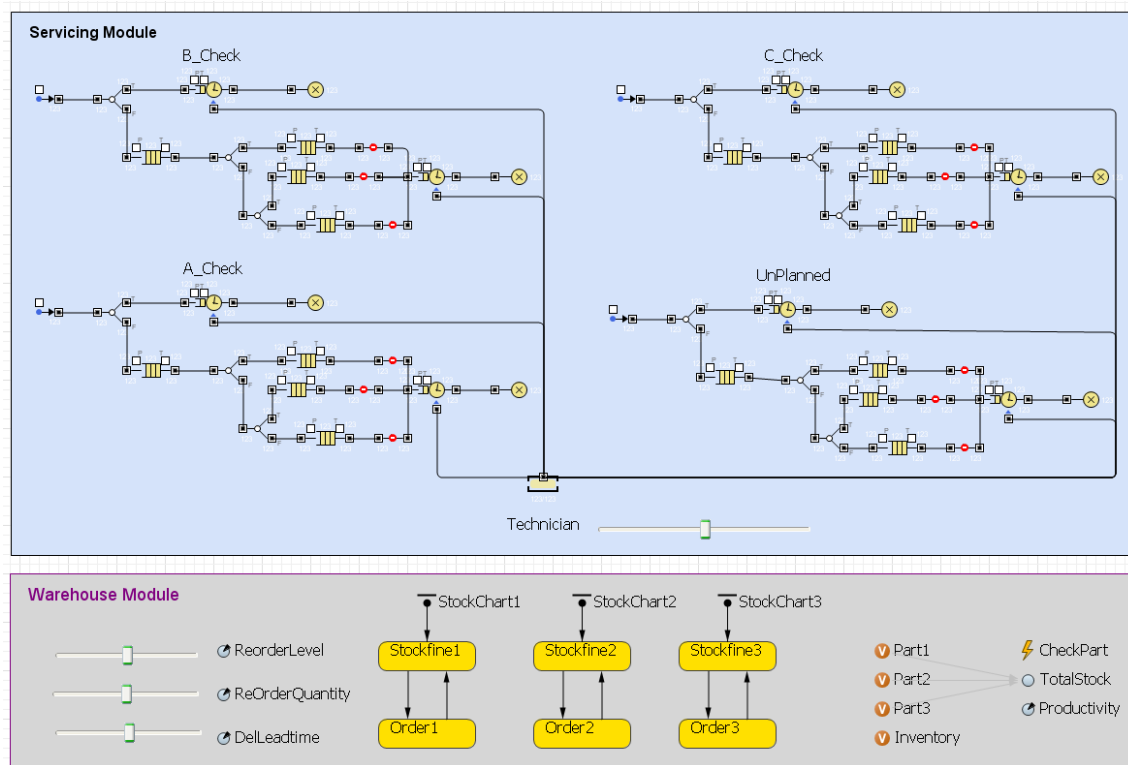 Servicing Module
B_Check
C_Check
A_Check
UnPlanned
Technician
Warehouse Module
StockChart1
StockChart2
StockChart3
ReorderLevel
Stockfine1
Stockfine2
Stockfine3
Part1
CheckPart
ReOrderQuantity
Part2
TotalStock
DelLeadtime
Order1
Order2
Order3
Part3
Productivity
Inventory